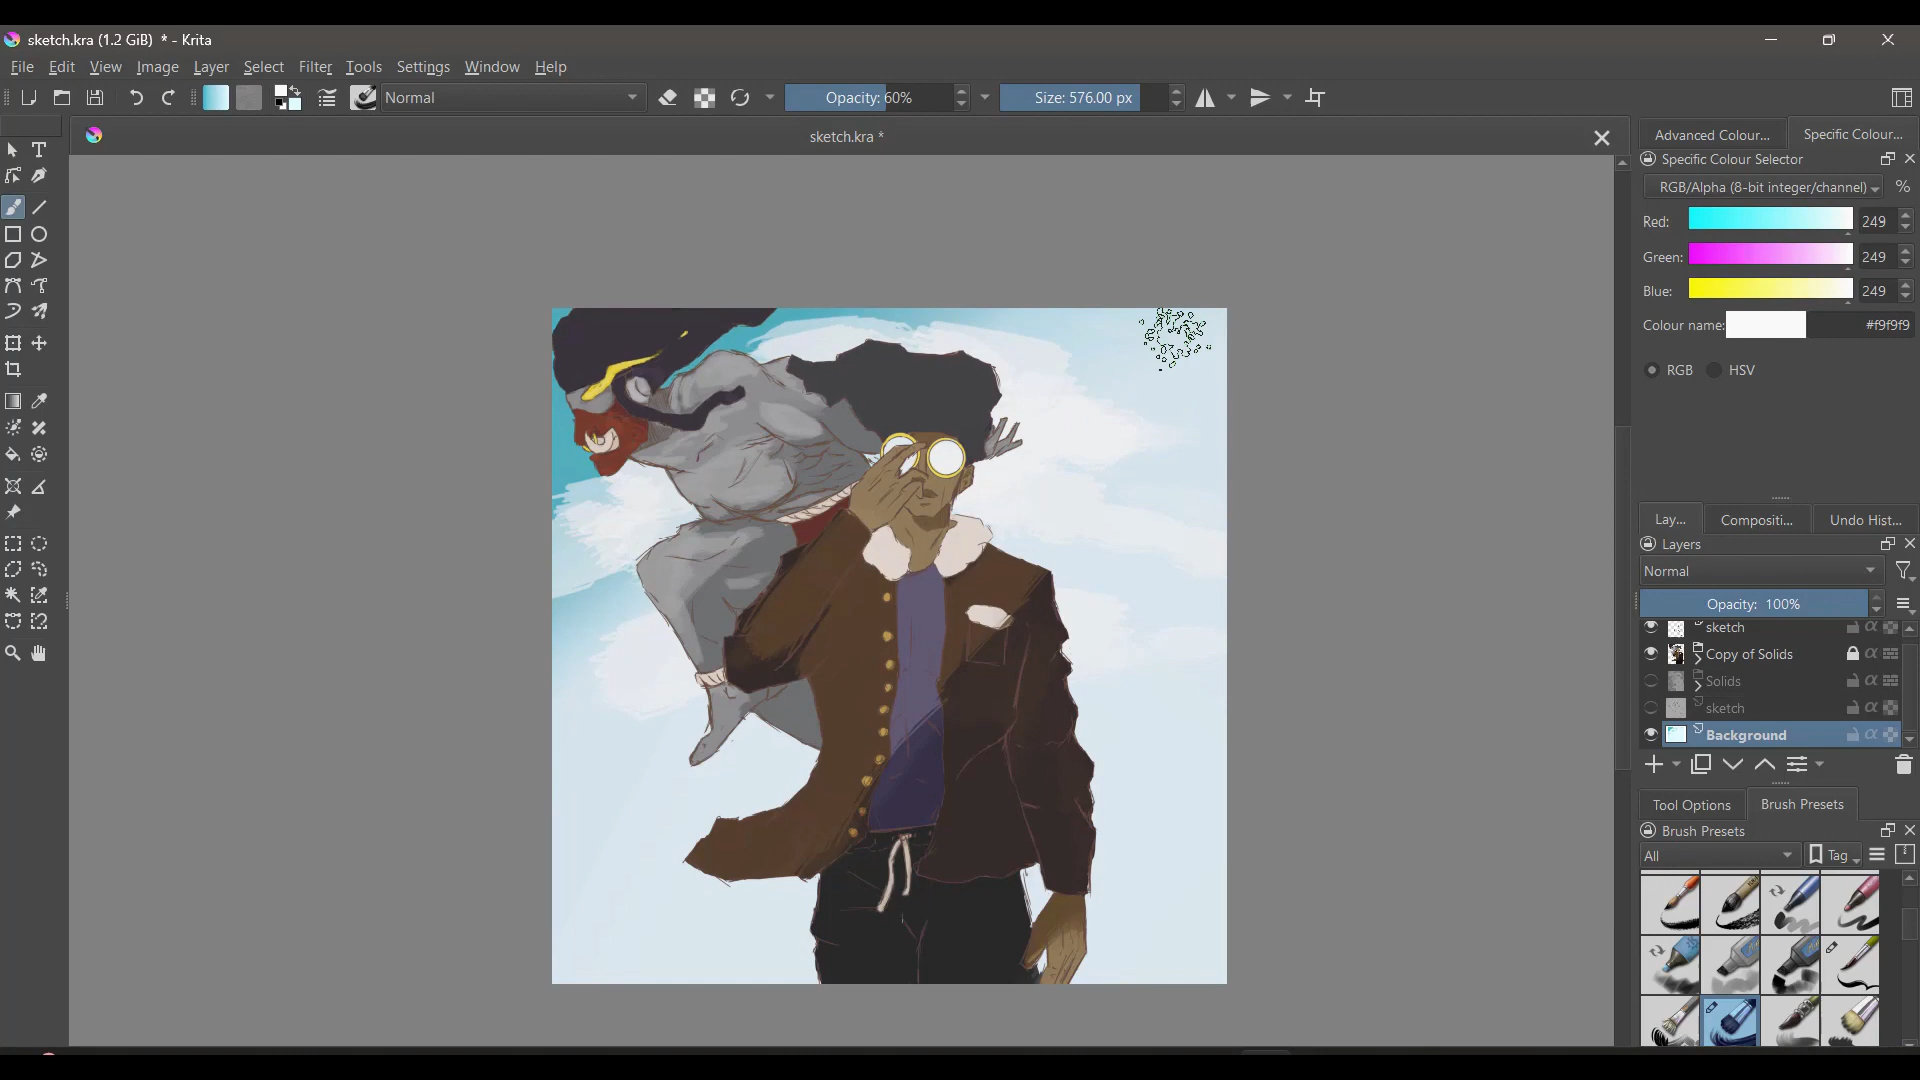 sketch.kra (1.2 GiB) * - Krita
File Edit View Image Layer Select Filter Tools Settings Window Help
Normal Opacity: 60% Size: 576.00 px
sketch.kra *
Advanced Colour... Specific Colour...
Specific Colour Selector
RGB/Alpha (8-bit integer/channel) %
Red: 249
Green: 249
Blue: 249
Colour name: #f9f9f9
RGB HSV
Lay... Compositi... Undo Hist...
Layers
Normal
Opacity: 100%
sketch
Copy of Solids
Solids
sketch
Background
Tool Options Brush Presets
Brush Presets
All Tag